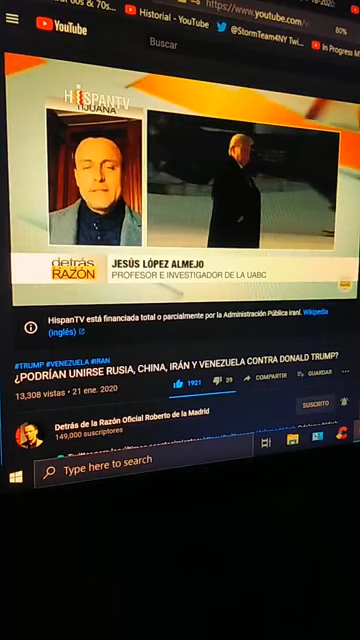 80s & 70s...
Historial - YouTube
https://www.youtube.com/
@StormTeam4NY Twi...
80%
In Progress M
YouTube
Buscar
HISPANTV
TIJUANA
detrás
de la
RAZÓN
JESÚS LÓPEZ ALMEJO
PROFESOR E INVESTIGADOR DE LA UABC
HispanTV está financiada total o parcialmente por la Administración Pública iraní. Wikipedia
(inglés)
#TRUMP #VENEZUELA #IRAN
¿PODRÍAN UNIRSE RUSIA, CHINA, IRÁN Y VENEZUELA CONTRA DONALD TRUMP?
13,308 vistas • 21 ene. 2020
1921
39
COMPARTIR
GUARDAR
Detrás de la Razón Oficial Roberto de la Madrid
149,000 suscriptores
SUSCRITO
Type here to search